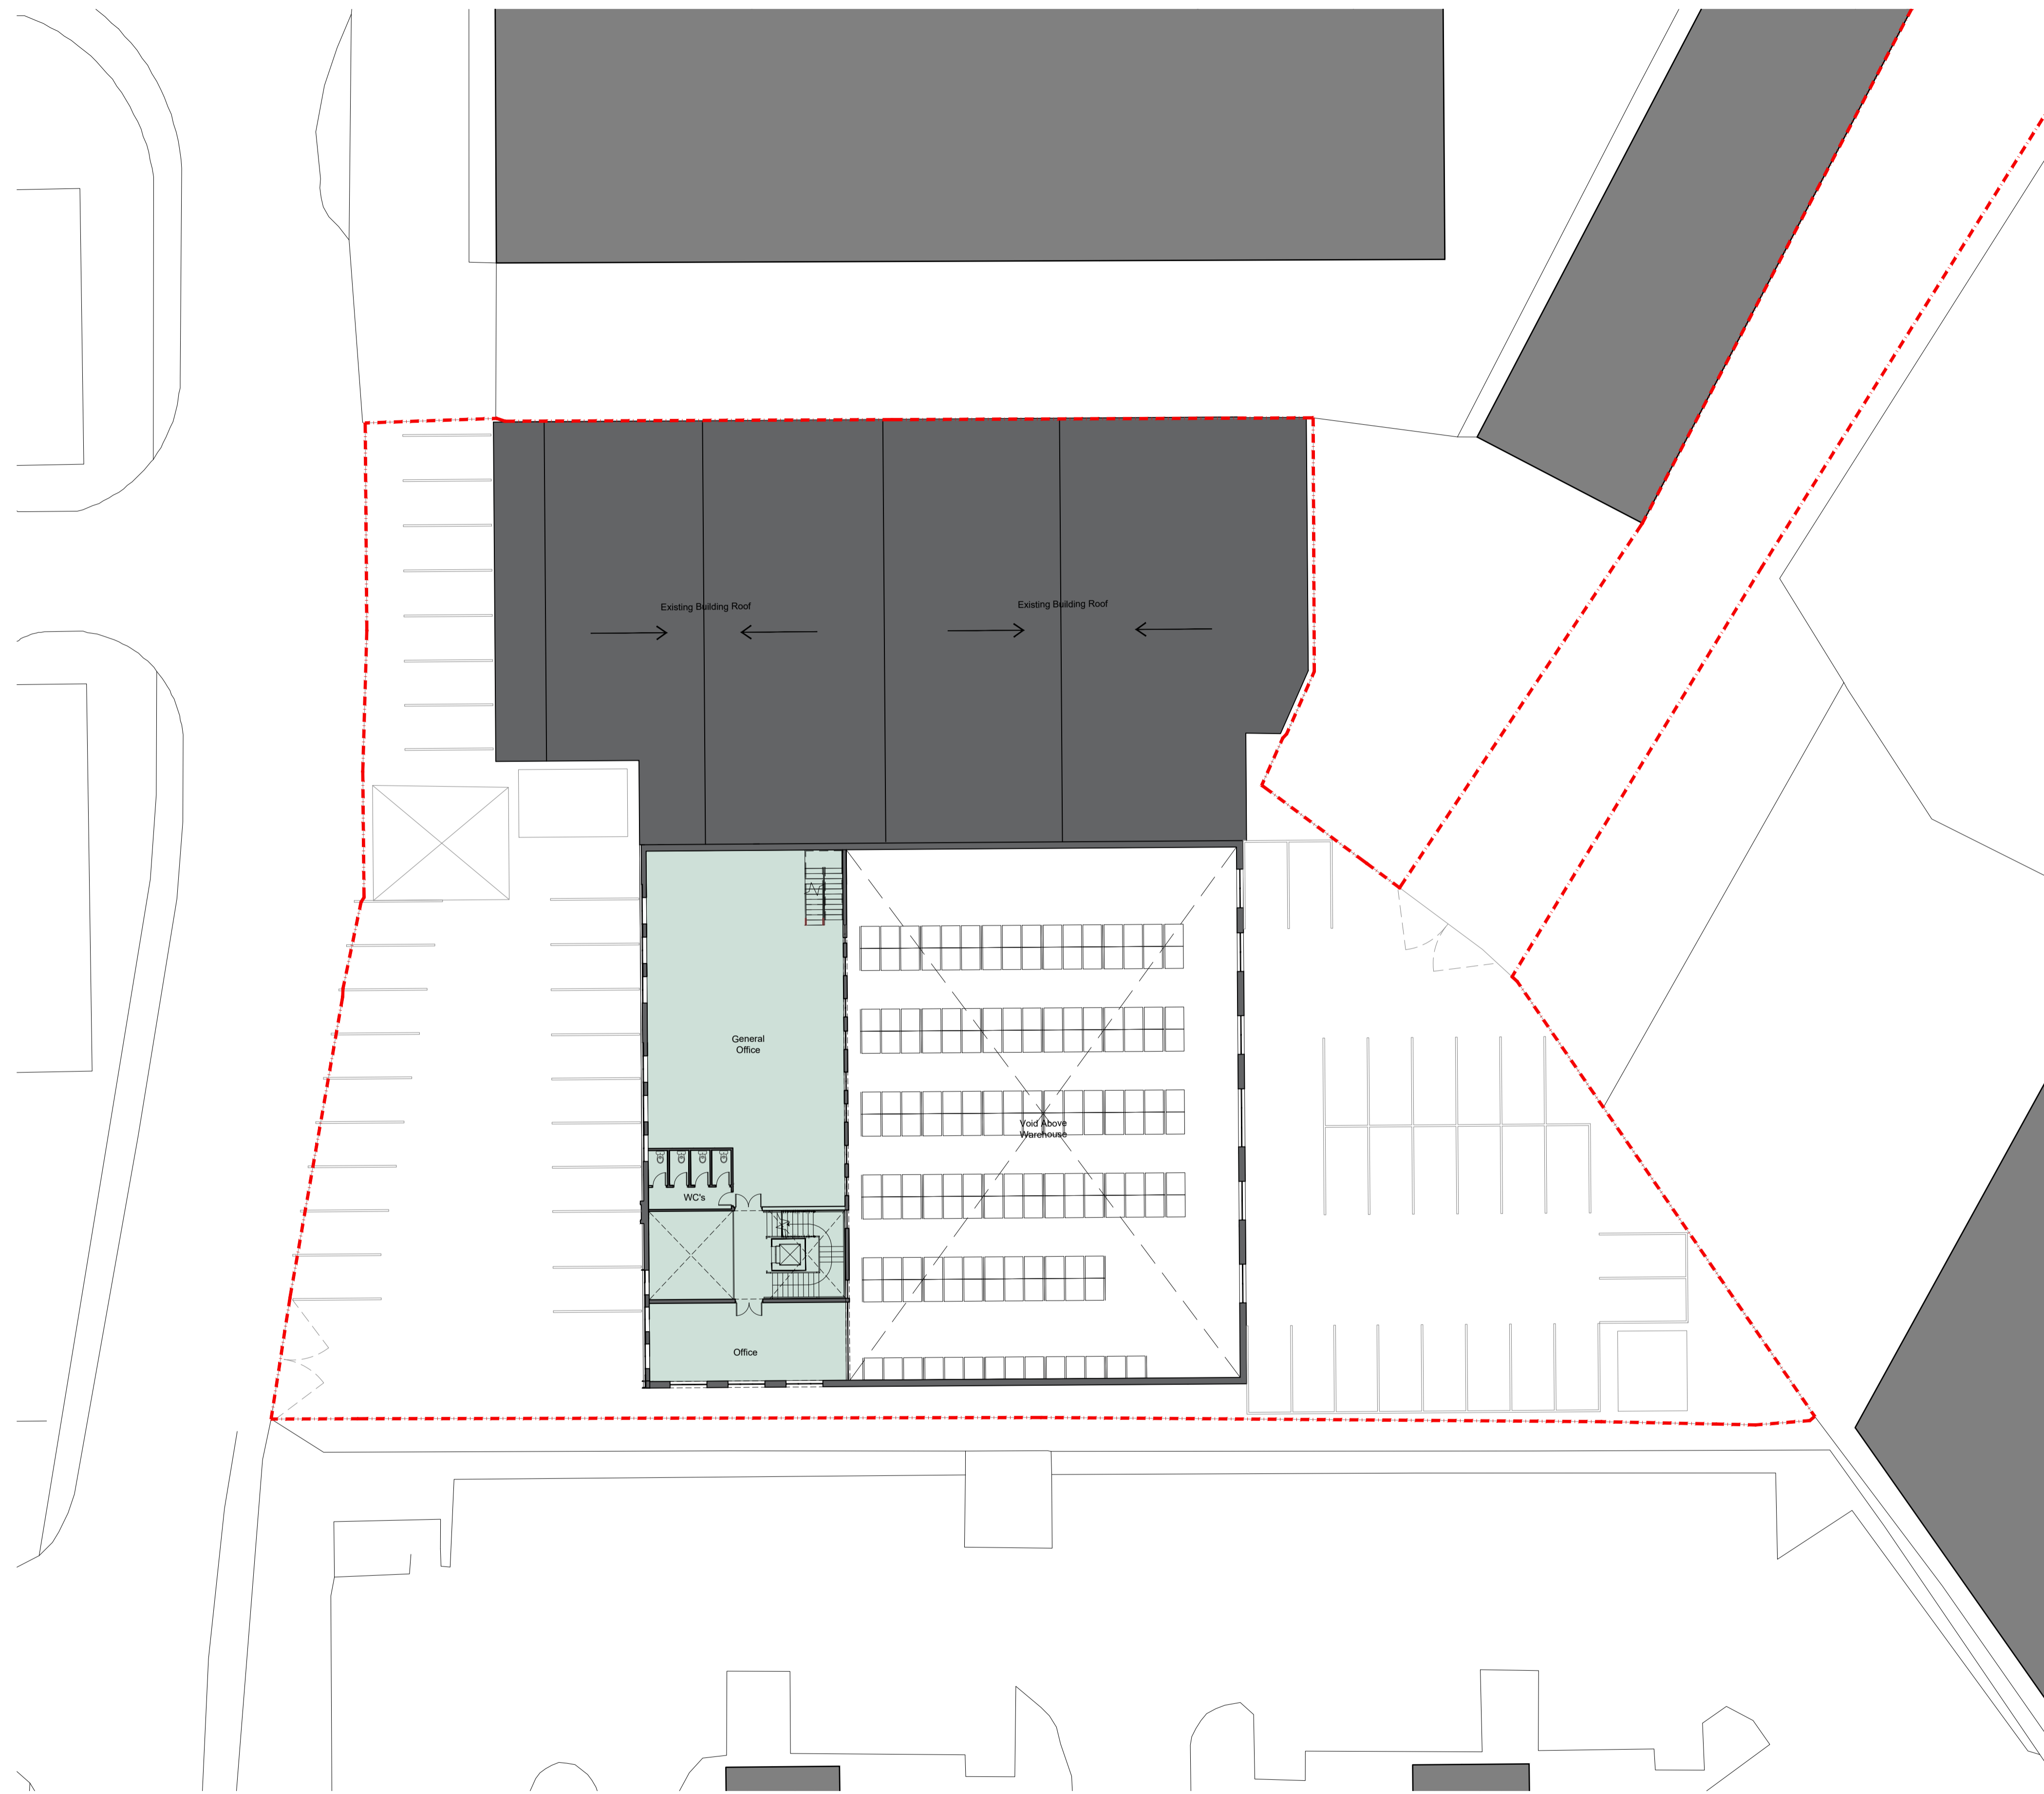 Existing Building Roof
Existing Building Roof
General
Office
Void Above
Warehouse
WC's
Office